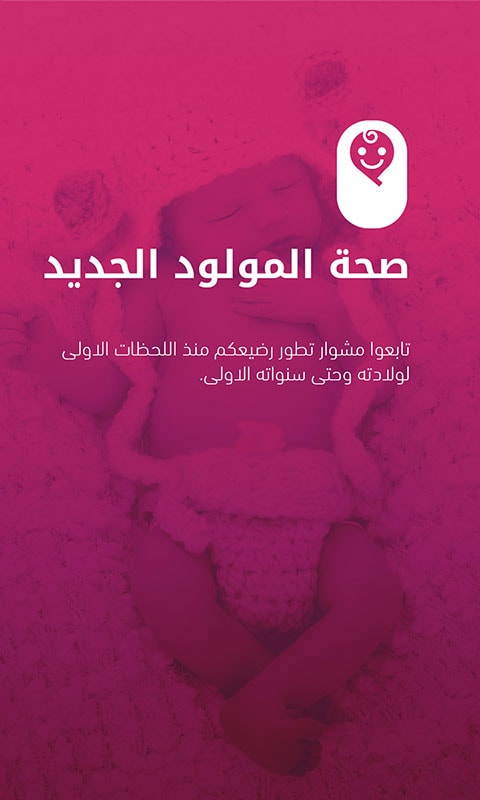 صحة المولود الجديد
تابعوا مشوار تطور رضيعكم منذ اللحظات الاولى
لولادته وحتى سنواته الاولى.